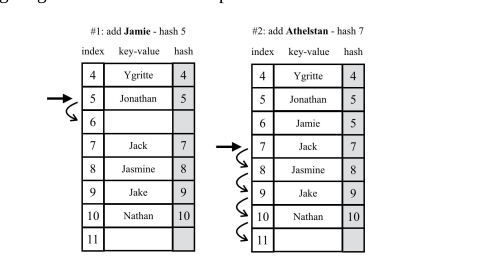 #1: add Jamie - hash 5
index key-value hash
4 Ygritte 4
5 Jonathan 5
6
7 Jack 7
8 Jasmine 8
9 Jake 9
10 Nathan 10
11
#2: add Athelstan - hash 7
index key-value hash
4 Ygritte 4
5 Jonathan 5
6 Jamie 5
7 Jack 7
8 Jasmine 8
9 Jake 9
10 Nathan 10
11